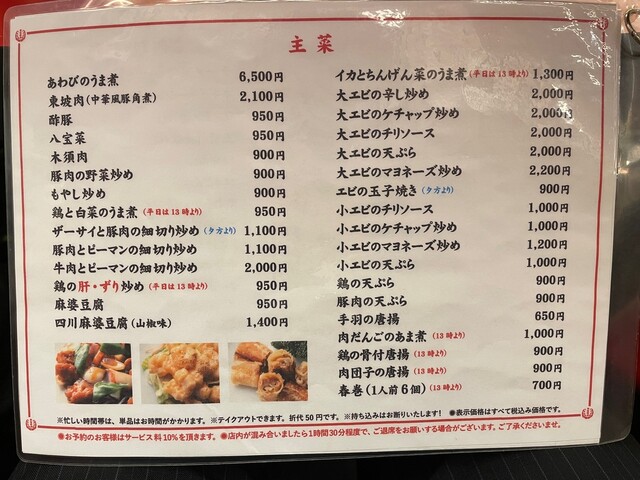 主菜
あわびのうま煮 6,500円
東坡肉(中華風豚角煮) 2,100円
酢豚 950円
八宝菜 950円
木須肉 900円
豚肉の野菜炒め 900円
もやし炒め 900円
鶏と白菜のうま煮(平日は13時より) 950円
ザーサイと豚肉の細切り炒め(夕方より) 1,100円
豚肉とピーマンの細切り炒め 1,100円
牛肉とピーマンの細切り炒め 2,000円
鶏の肝・ずり炒め(平日は13時より) 950円
麻婆豆腐 950円
四川麻婆豆腐(山椒味) 1,400円
イカとちんげん菜のうま煮(平日は13時より) 1,300円
大エビの辛し炒め 2,000円
大エビのケチャップ炒め 2,000円
大エビのチリソース 2,000円
大エビの天ぷら 2,000円
大エビのマヨネーズ炒め 2,200円
エビの玉子焼き(夕方より) 900円
小エビのチリソース 1,000円
小エビのケチャップ炒め 1,000円
小エビのマヨネーズ炒め 1,200円
小エビの天ぷら 1,000円
鶏の天ぷら 900円
豚肉の天ぷら 900円
手羽の唐揚 650円
肉だんごのあま煮(13時より) 1,000円
鶏の骨付唐揚(13時より) 900円
肉団子の唐揚(13時より) 900円
春巻(1人前6個)(13時より) 700円
※忙しい時間帯は、単品はお時間がかかります。※テイクアウトできます。折代50円です。※持ち込みはお断りいたします! ◉表示価格はすべて税込み価格です。
◉お予約のお客様はサービス料10%を頂きます。◉店内が混み合いましたら1時間30分程度で、ご退席をお願いする場合がございます。ご了承くださいませ。